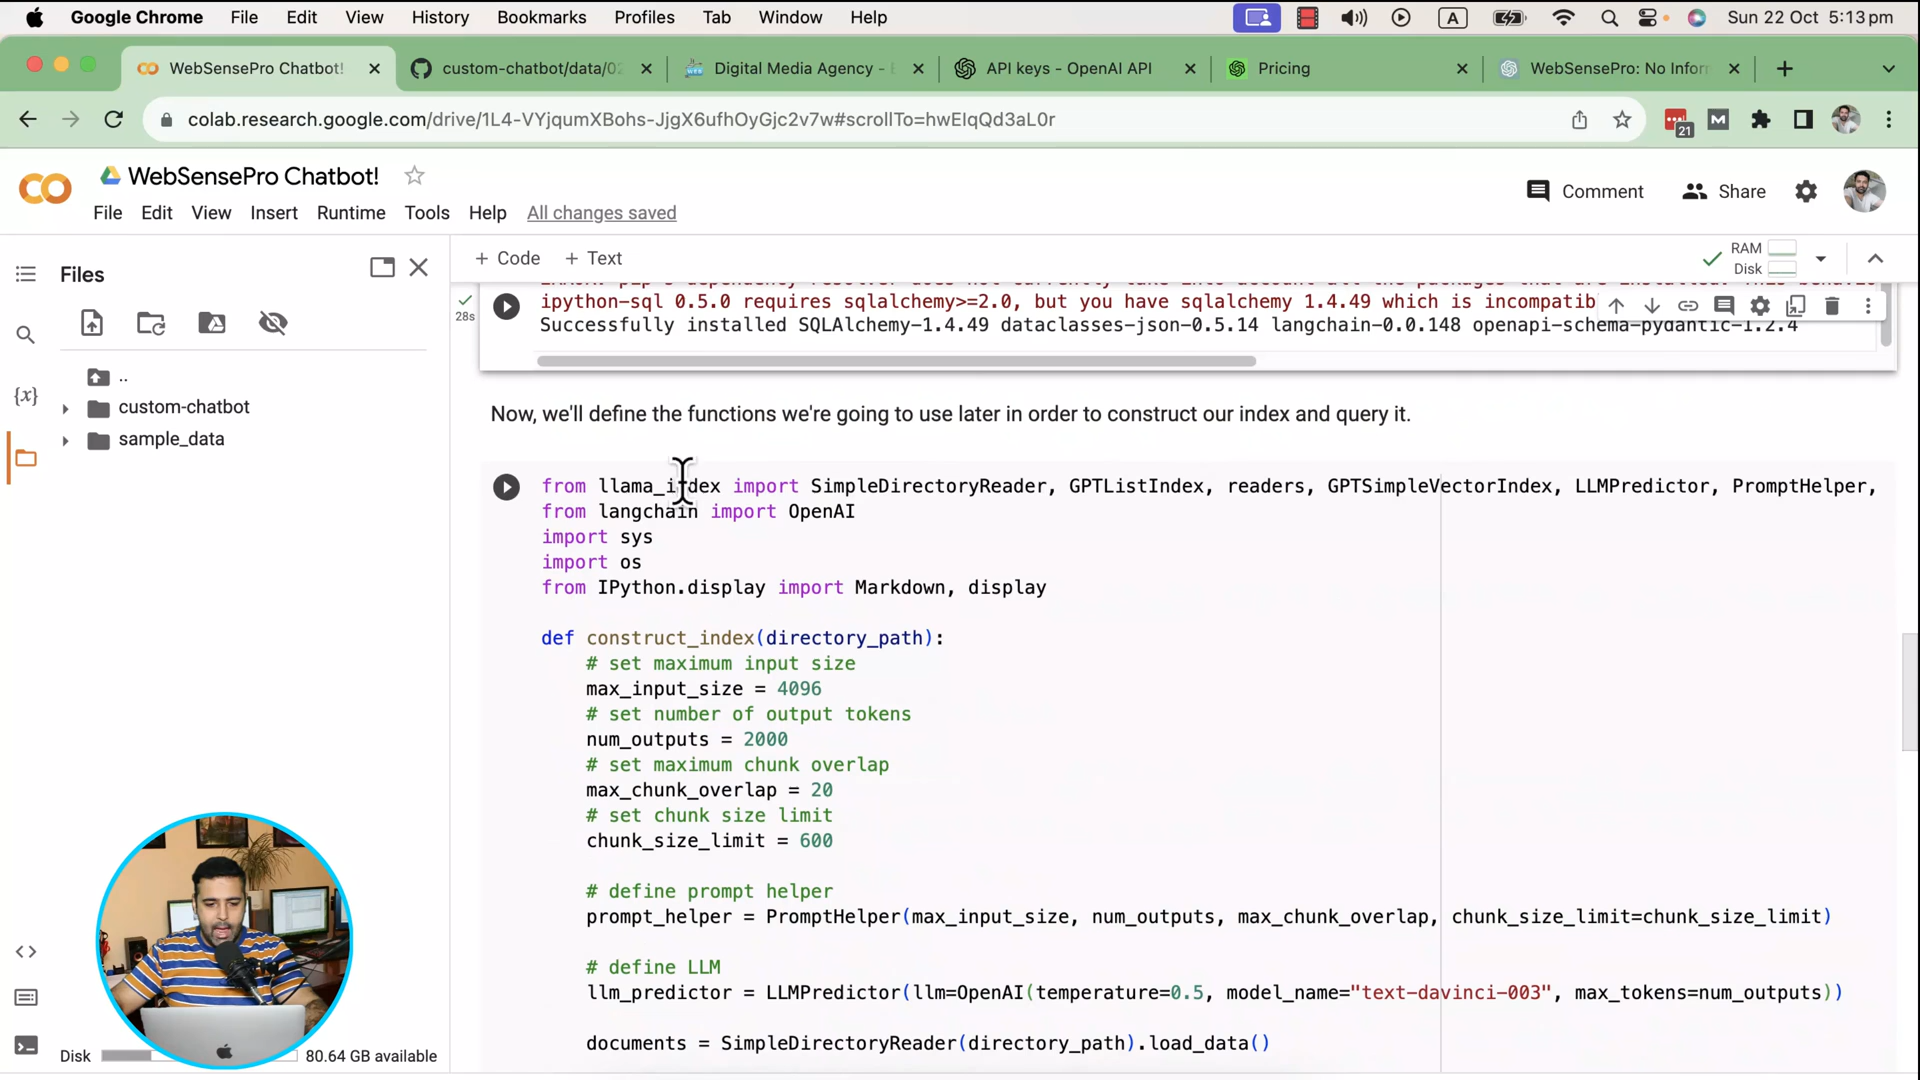 Google Chrome File Edit View History Bookmarks Profiles Tab Window Help A Sun 22 Oct 5:13 pm
WebSensePro Chatbot! custom-chatbot/data/02 Digital Media Agency - API keys - OpenAI API Pricing WebSensePro: No Infor
colab.research.google.com/drive/1L4-VYjqumXBohs-JjgX6ufhOyGjc2v7w#scrollTo=hwEIqQd3aL0r 21
WebSensePro Chatbot! Comment Share
File Edit View Insert Runtime Tools Help All changes saved
Files + Code + Text RAM
Disk
28s
ipython-sql 0.5.0 requires sqlalchemy>=2.0, but you have sqlalchemy 1.4.49 which is incompatib
Successfully installed SQLAlchemy-1.4.49 dataclasses-json-0.5.14 langchain-0.0.148 openapi-schema-pydantic-1.2.4
..
custom-chatbot
sample_data
{x}
Now, we'll define the functions we're going to use later in order to construct our index and query it.
from llama_index import SimpleDirectoryReader, GPTListIndex, readers, GPTSimpleVectorIndex, LLMPredictor, PromptHelper,
from langchain import OpenAI
import sys
import os
from IPython.display import Markdown, display
def construct_index(directory_path):
# set maximum input size
max_input_size = 4096
# set number of output tokens
num_outputs = 2000
# set maximum chunk overlap
max_chunk_overlap = 20
# set chunk size limit
chunk_size_limit = 600
# define prompt helper
prompt_helper = PromptHelper(max_input_size, num_outputs, max_chunk_overlap, chunk_size_limit=chunk_size_limit)
# define LLM
llm_predictor = LLMPredictor(llm=OpenAI(temperature=0.5, model_name="text-davinci-003", max_tokens=num_outputs))
documents = SimpleDirectoryReader(directory_path).load_data()
Disk 80.64 GB available